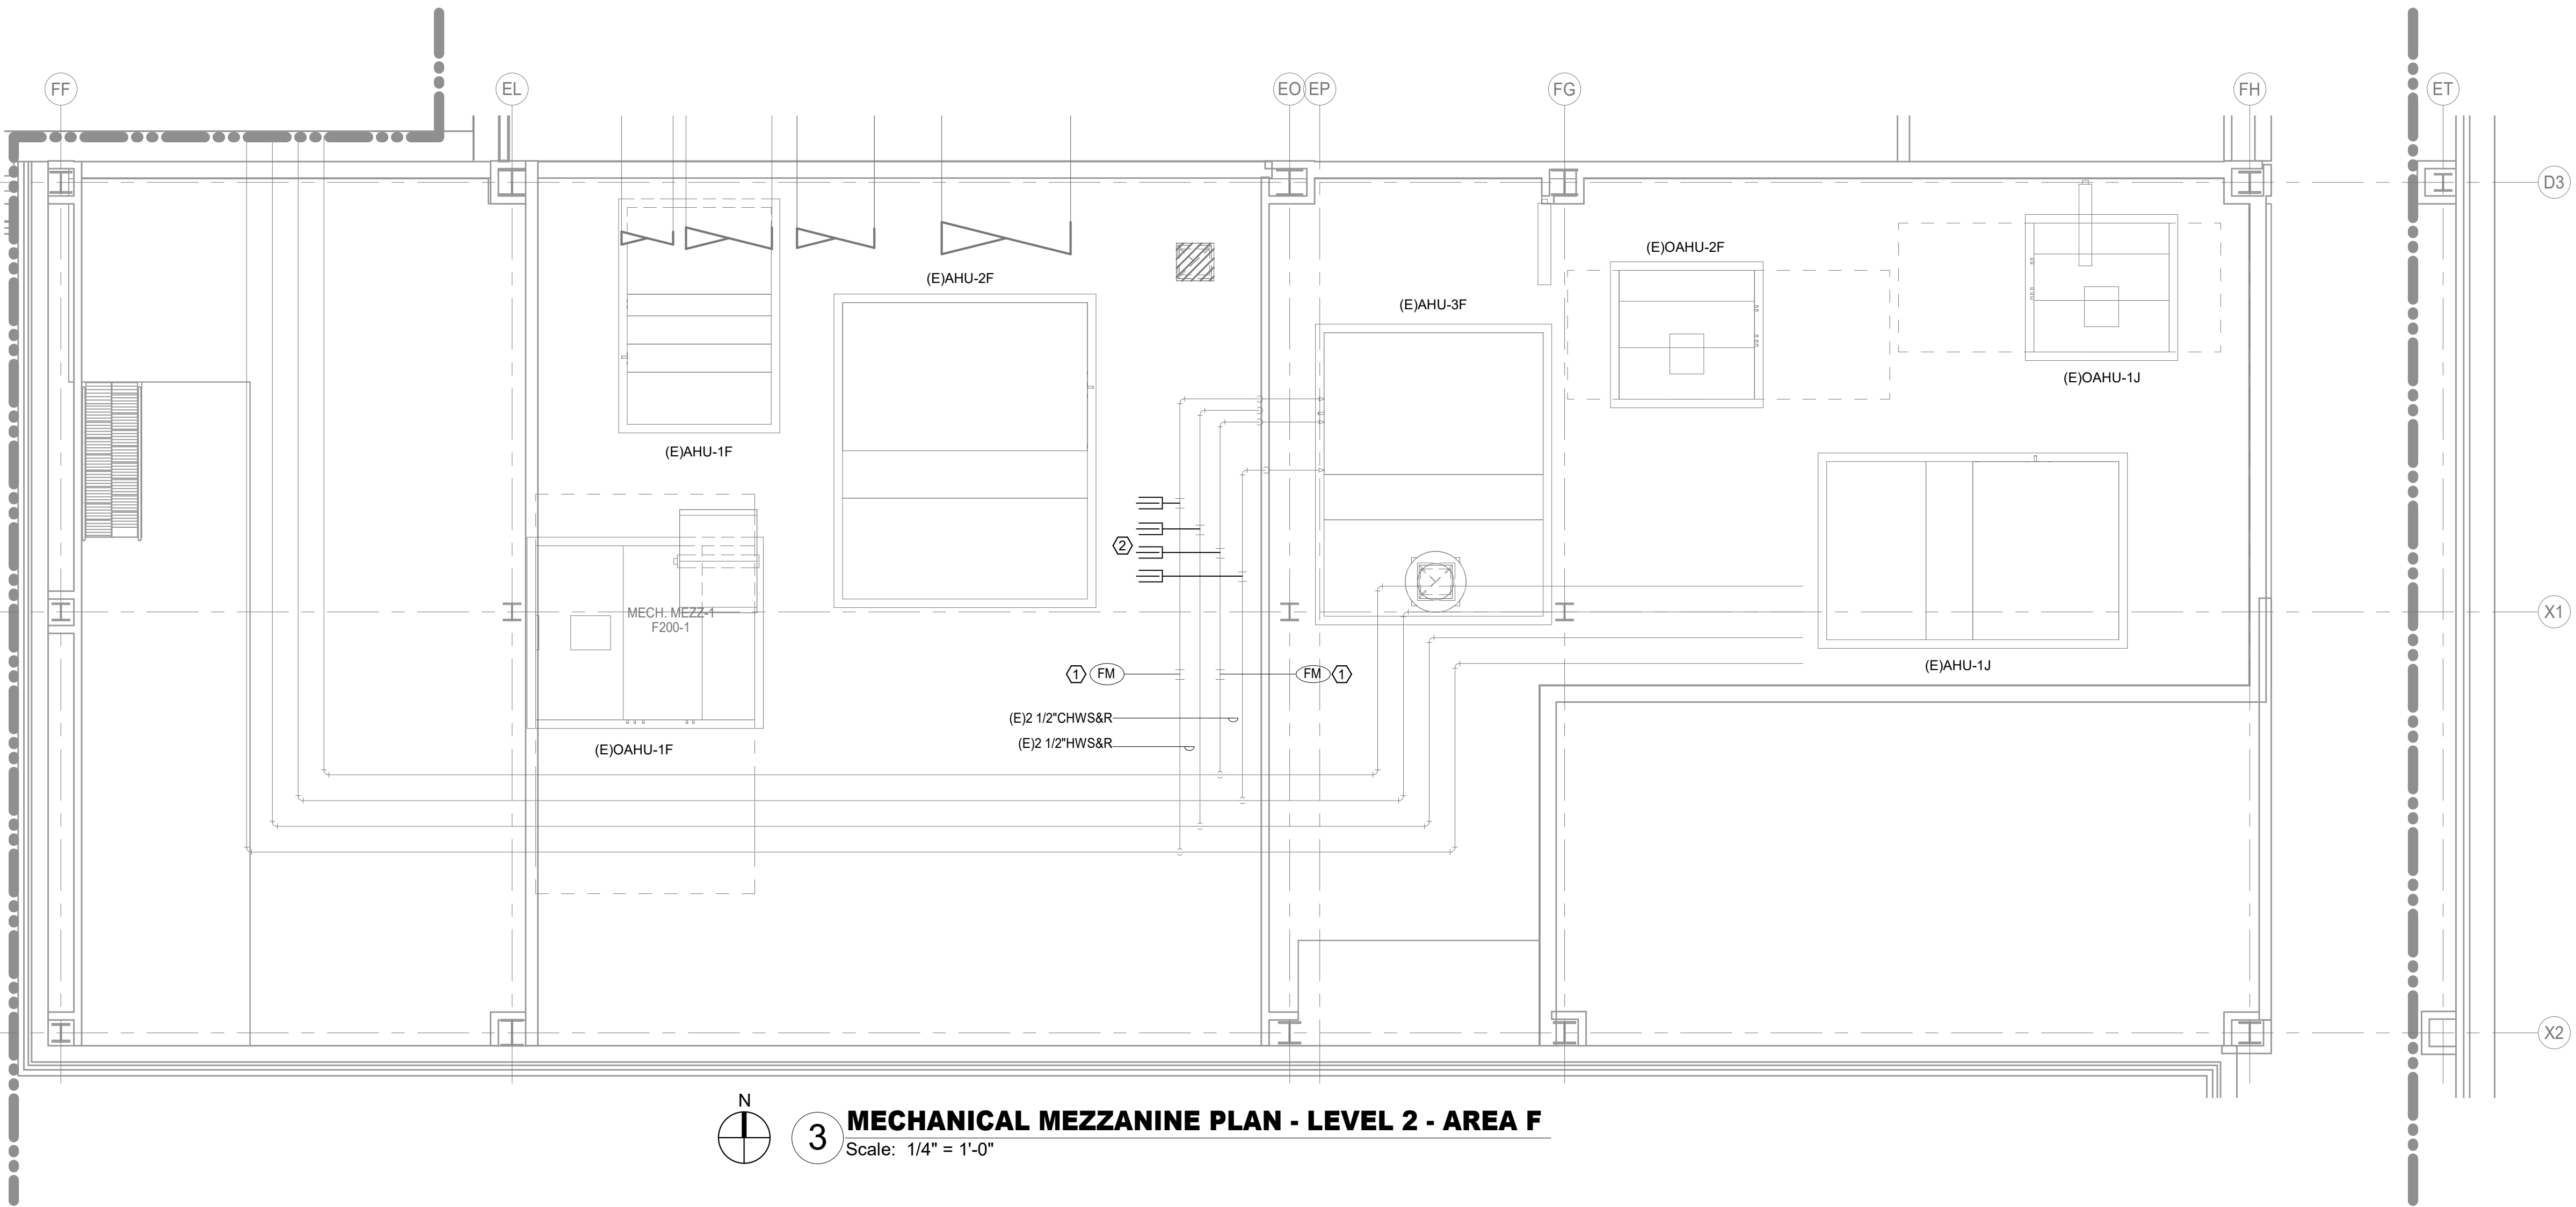 FF
EL
EO
EP
FG
FH
ET
D3
(E)OAHU-2F
(E)AHU-2F
(E)AHU-3F
(E)OAHU-1J
(E)AHU-1F
2
MECH. MEZZ-1
F200-1
X1
(E)AHU-1J
1
FM
FM
1
(E)2 1/2"CHWS&R
(E)2 1/2"HWS&R
(E)OAHU-1F
X2
N
3
MECHANICAL MEZZANINE PLAN - LEVEL 2 - AREA F
Scale: 1/4" = 1'-0"